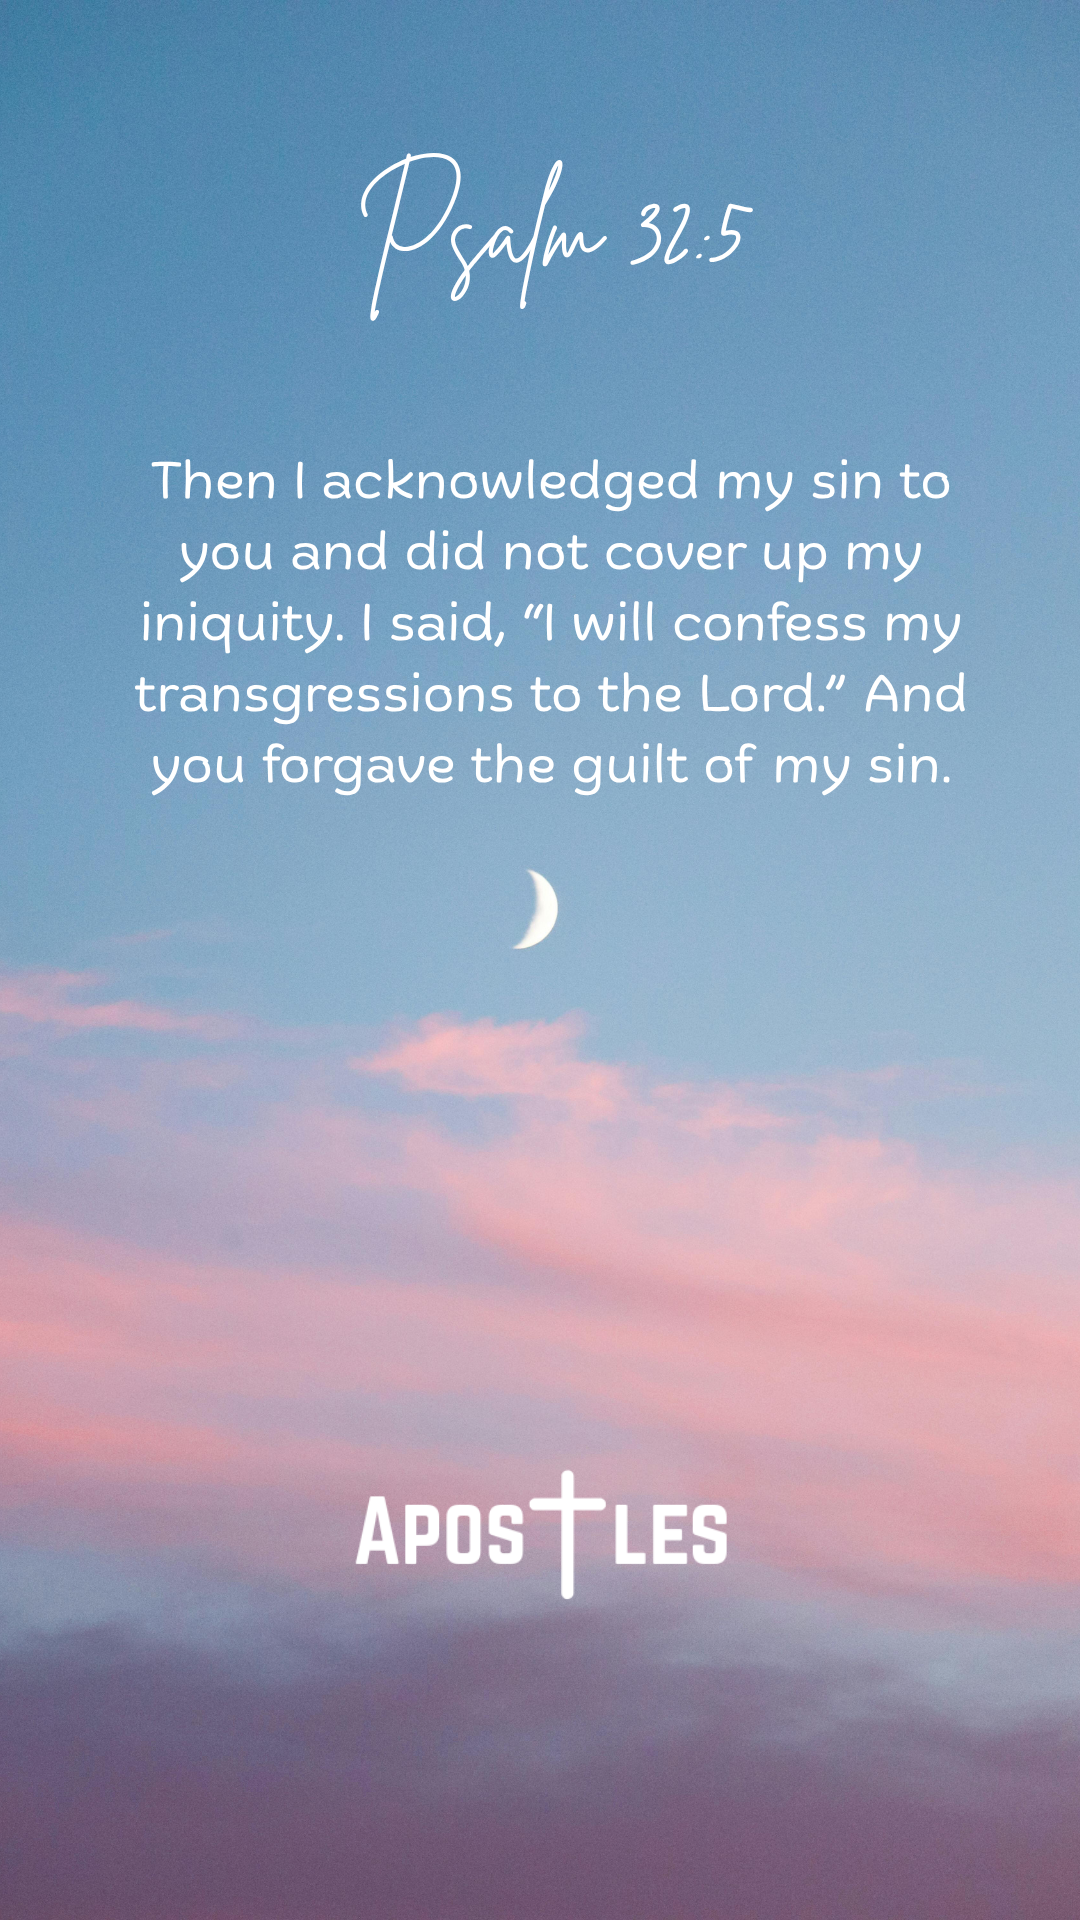 Psalm 32:5
Then I acknowledged my sin to
you and did not cover up my
iniquity. I said, “I will confess my
transgressions to the Lord.” And
you forgave the guilt of my sin.
APOSTLES